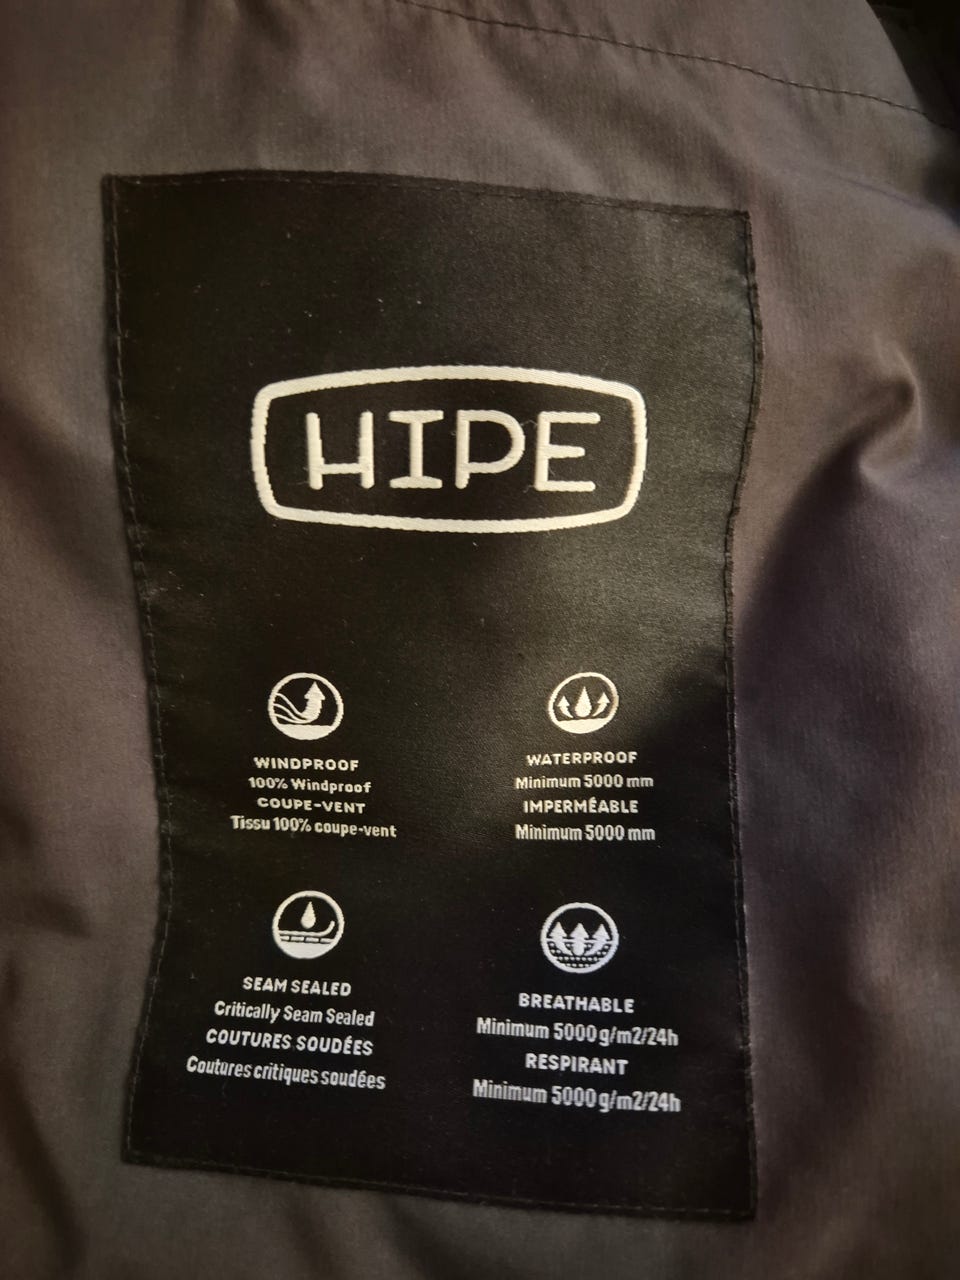 HIPE
WINDPROOF
100% Windproof
COUPE-VENT
Tissu 100% coupe-vent
WATERPROOF
Minimum 5000 mm
IMPERMÉABLE
Minimum 5000 mm
SEAM SEALED
Critically Seam Sealed
COUTURES SOUDÉES
Coutures critiques soudées
BREATHABLE
Minimum 5000 g/m2/24h
RESPIRANT
Minimum 5000 g/m2/24h